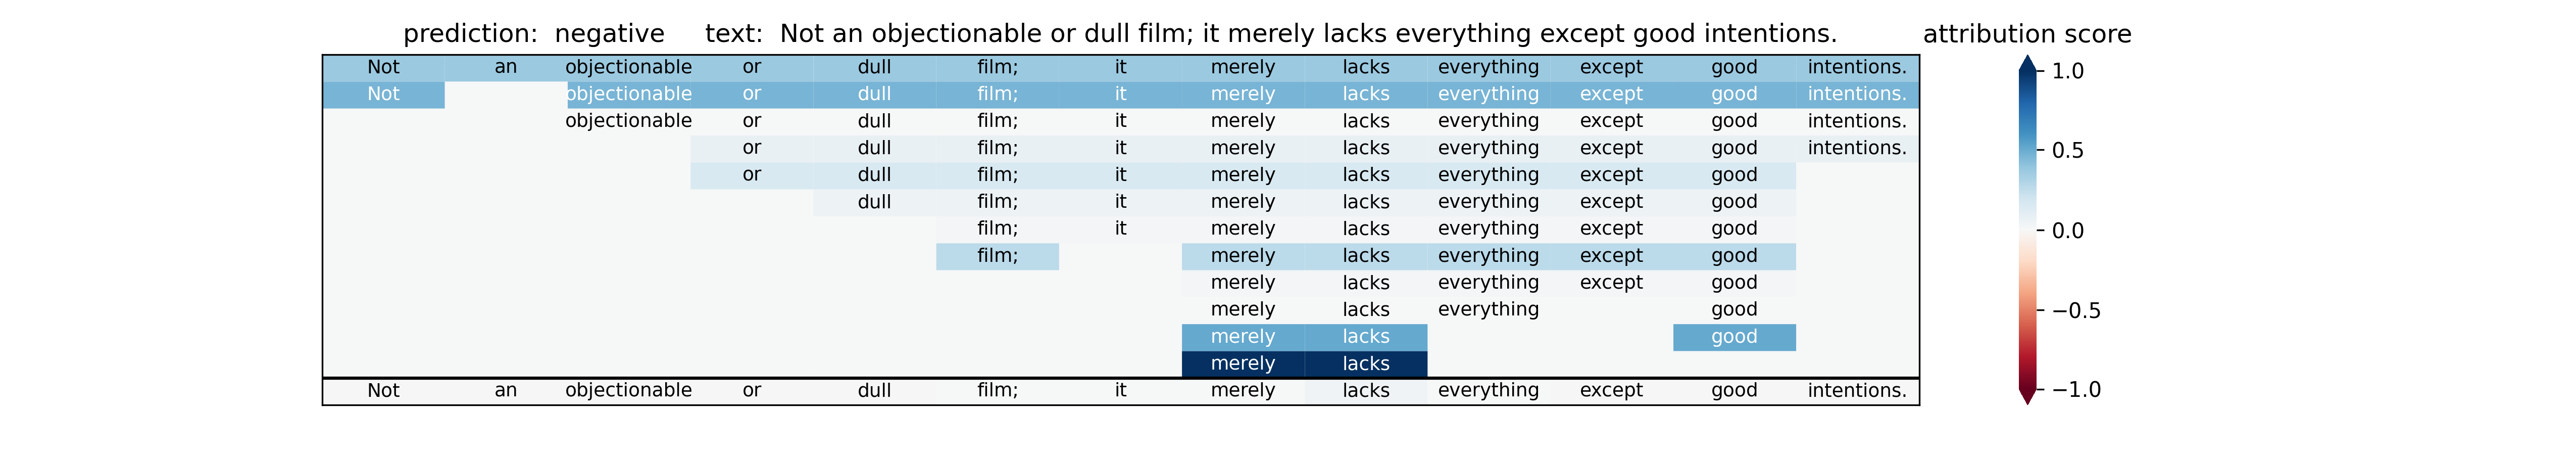 prediction: negative text: Not an objectionable or dull film; it merely lacks everything except good intentions. attribution score
Not an objectionable or dull film; it merely lacks everything except good intentions.
Not objectionable or dull film; it merely lacks everything except good intentions.
objectionable or dull film; it merely lacks everything except good intentions.
or dull film; it merely lacks everything except good intentions.
or dull film; it merely lacks everything except good
dull film; it merely lacks everything except good
film; it merely lacks everything except good
film; merely lacks everything except good
merely lacks everything except good
merely lacks everything good
merely lacks good
merely lacks
Not an objectionable or dull film; it merely lacks everything except good intentions.
1.0
0.5
0.0
−0.5
−1.0